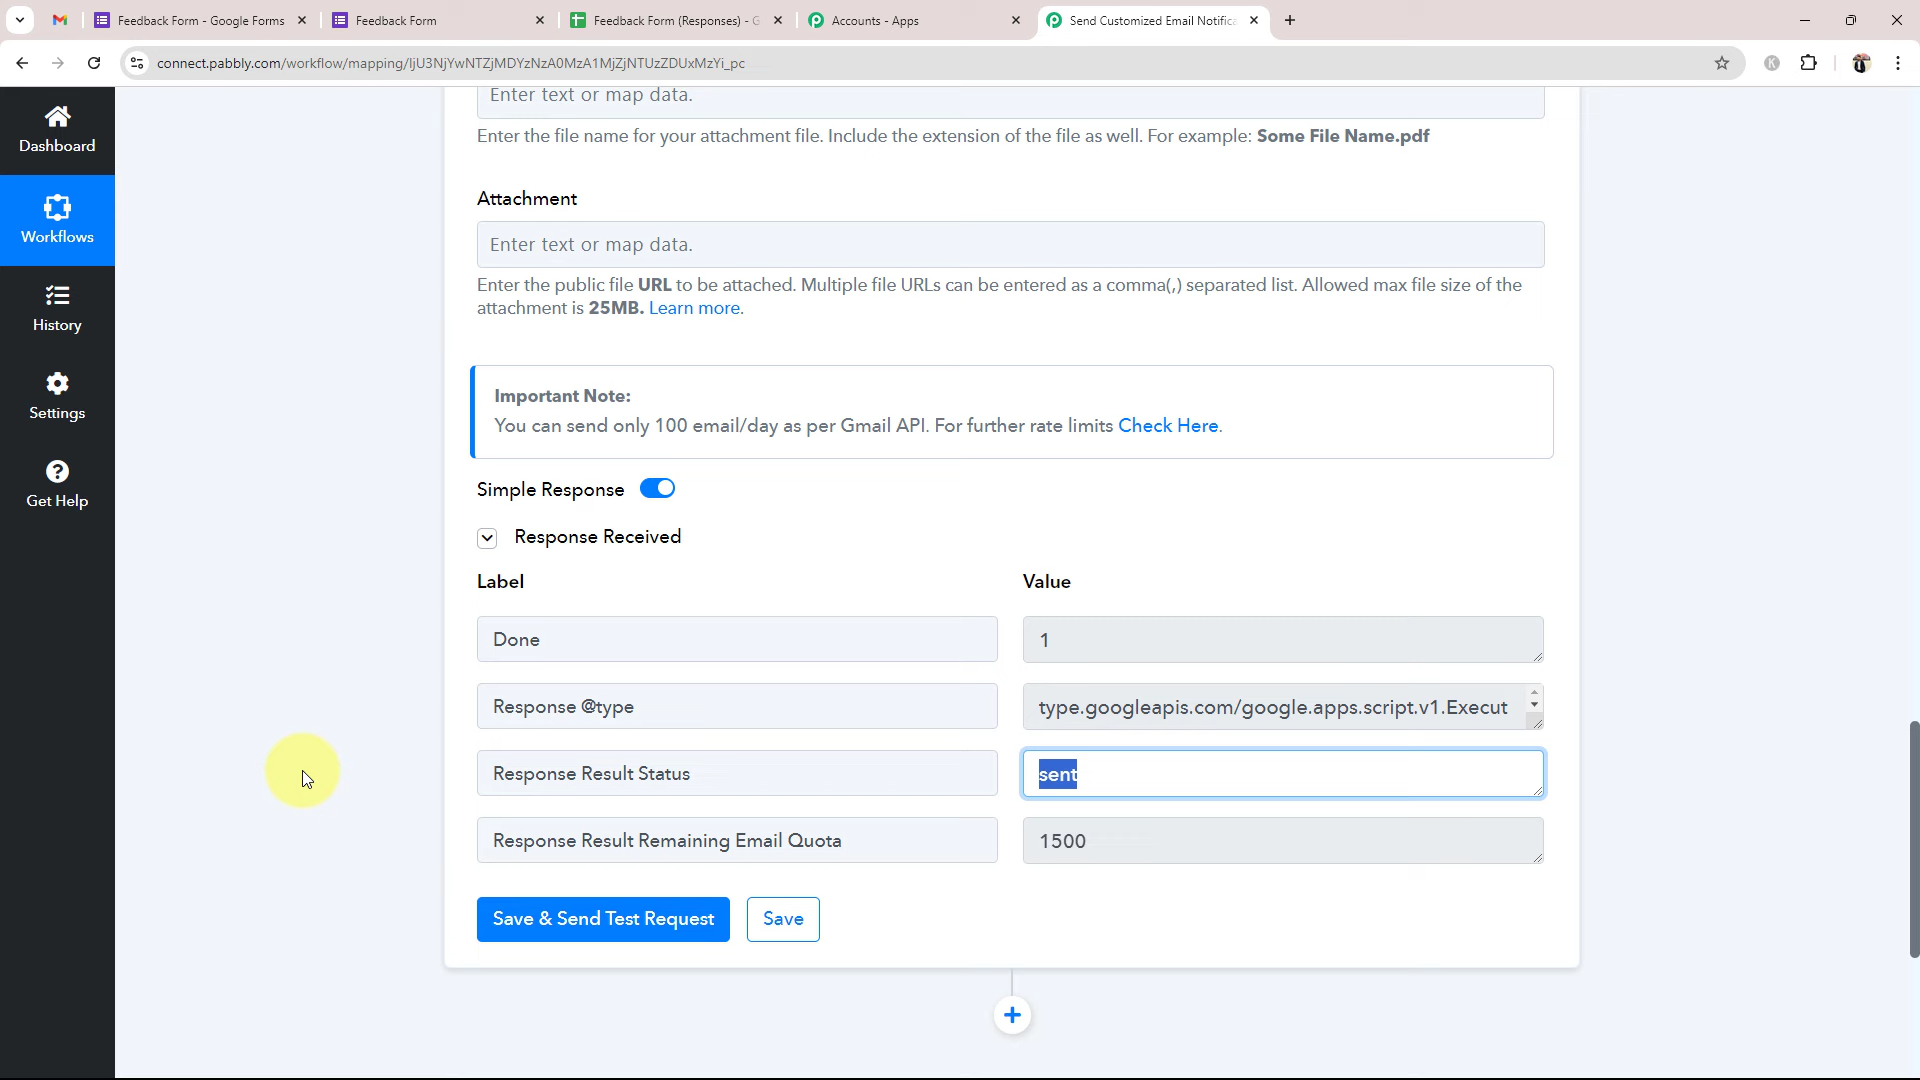 Feedback Form - Google Forms
Feedback Form
Feedback Form (Responses) - G
Accounts - Apps
Send Customized Email Notifica
connect.pabbly.com/workflow/mapping/IjU3NjYwNTZjMDYzNzA0MzA1MjZjNTUzZDUxMzYi_pc
K
Dashboard
Workflows
History
Settings
Get Help
Enter text or map data.
Enter the file name for your attachment file. Include the extension of the file as well. For example: Some File Name.pdf
Attachment
Enter text or map data.
Enter the public file URL to be attached. Multiple file URLs can be entered as a comma(,) separated list. Allowed max file size of the
attachment is 25MB. Learn more.
Important Note:
You can send only 100 email/day as per Gmail API. For further rate limits Check Here.
Simple Response
Response Received
Label
Value
Done
1
Response @type
type.googleapis.com/google.apps.script.v1.Execut
Response Result Status
sent
Response Result Remaining Email Quota
1500
Save & Send Test Request
Save